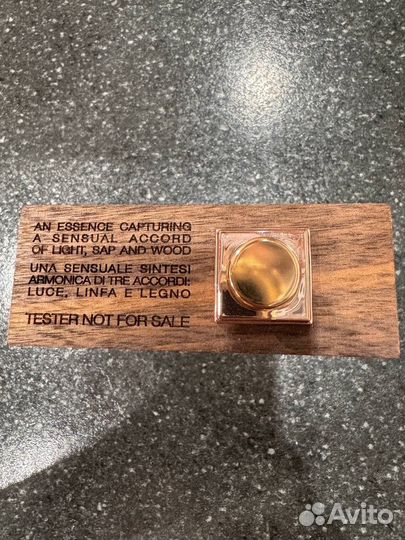 AN ESSENCE CAPTURING
A SENSUAL ACCORD
OF LIGHT, SAP AND WOOD
UNA SENSUALE SINTESI
ARMONICA DI TRE ACCORDI:
LUCE, LINFA E LEGNO
TESTER NOT FOR SALE
Avito